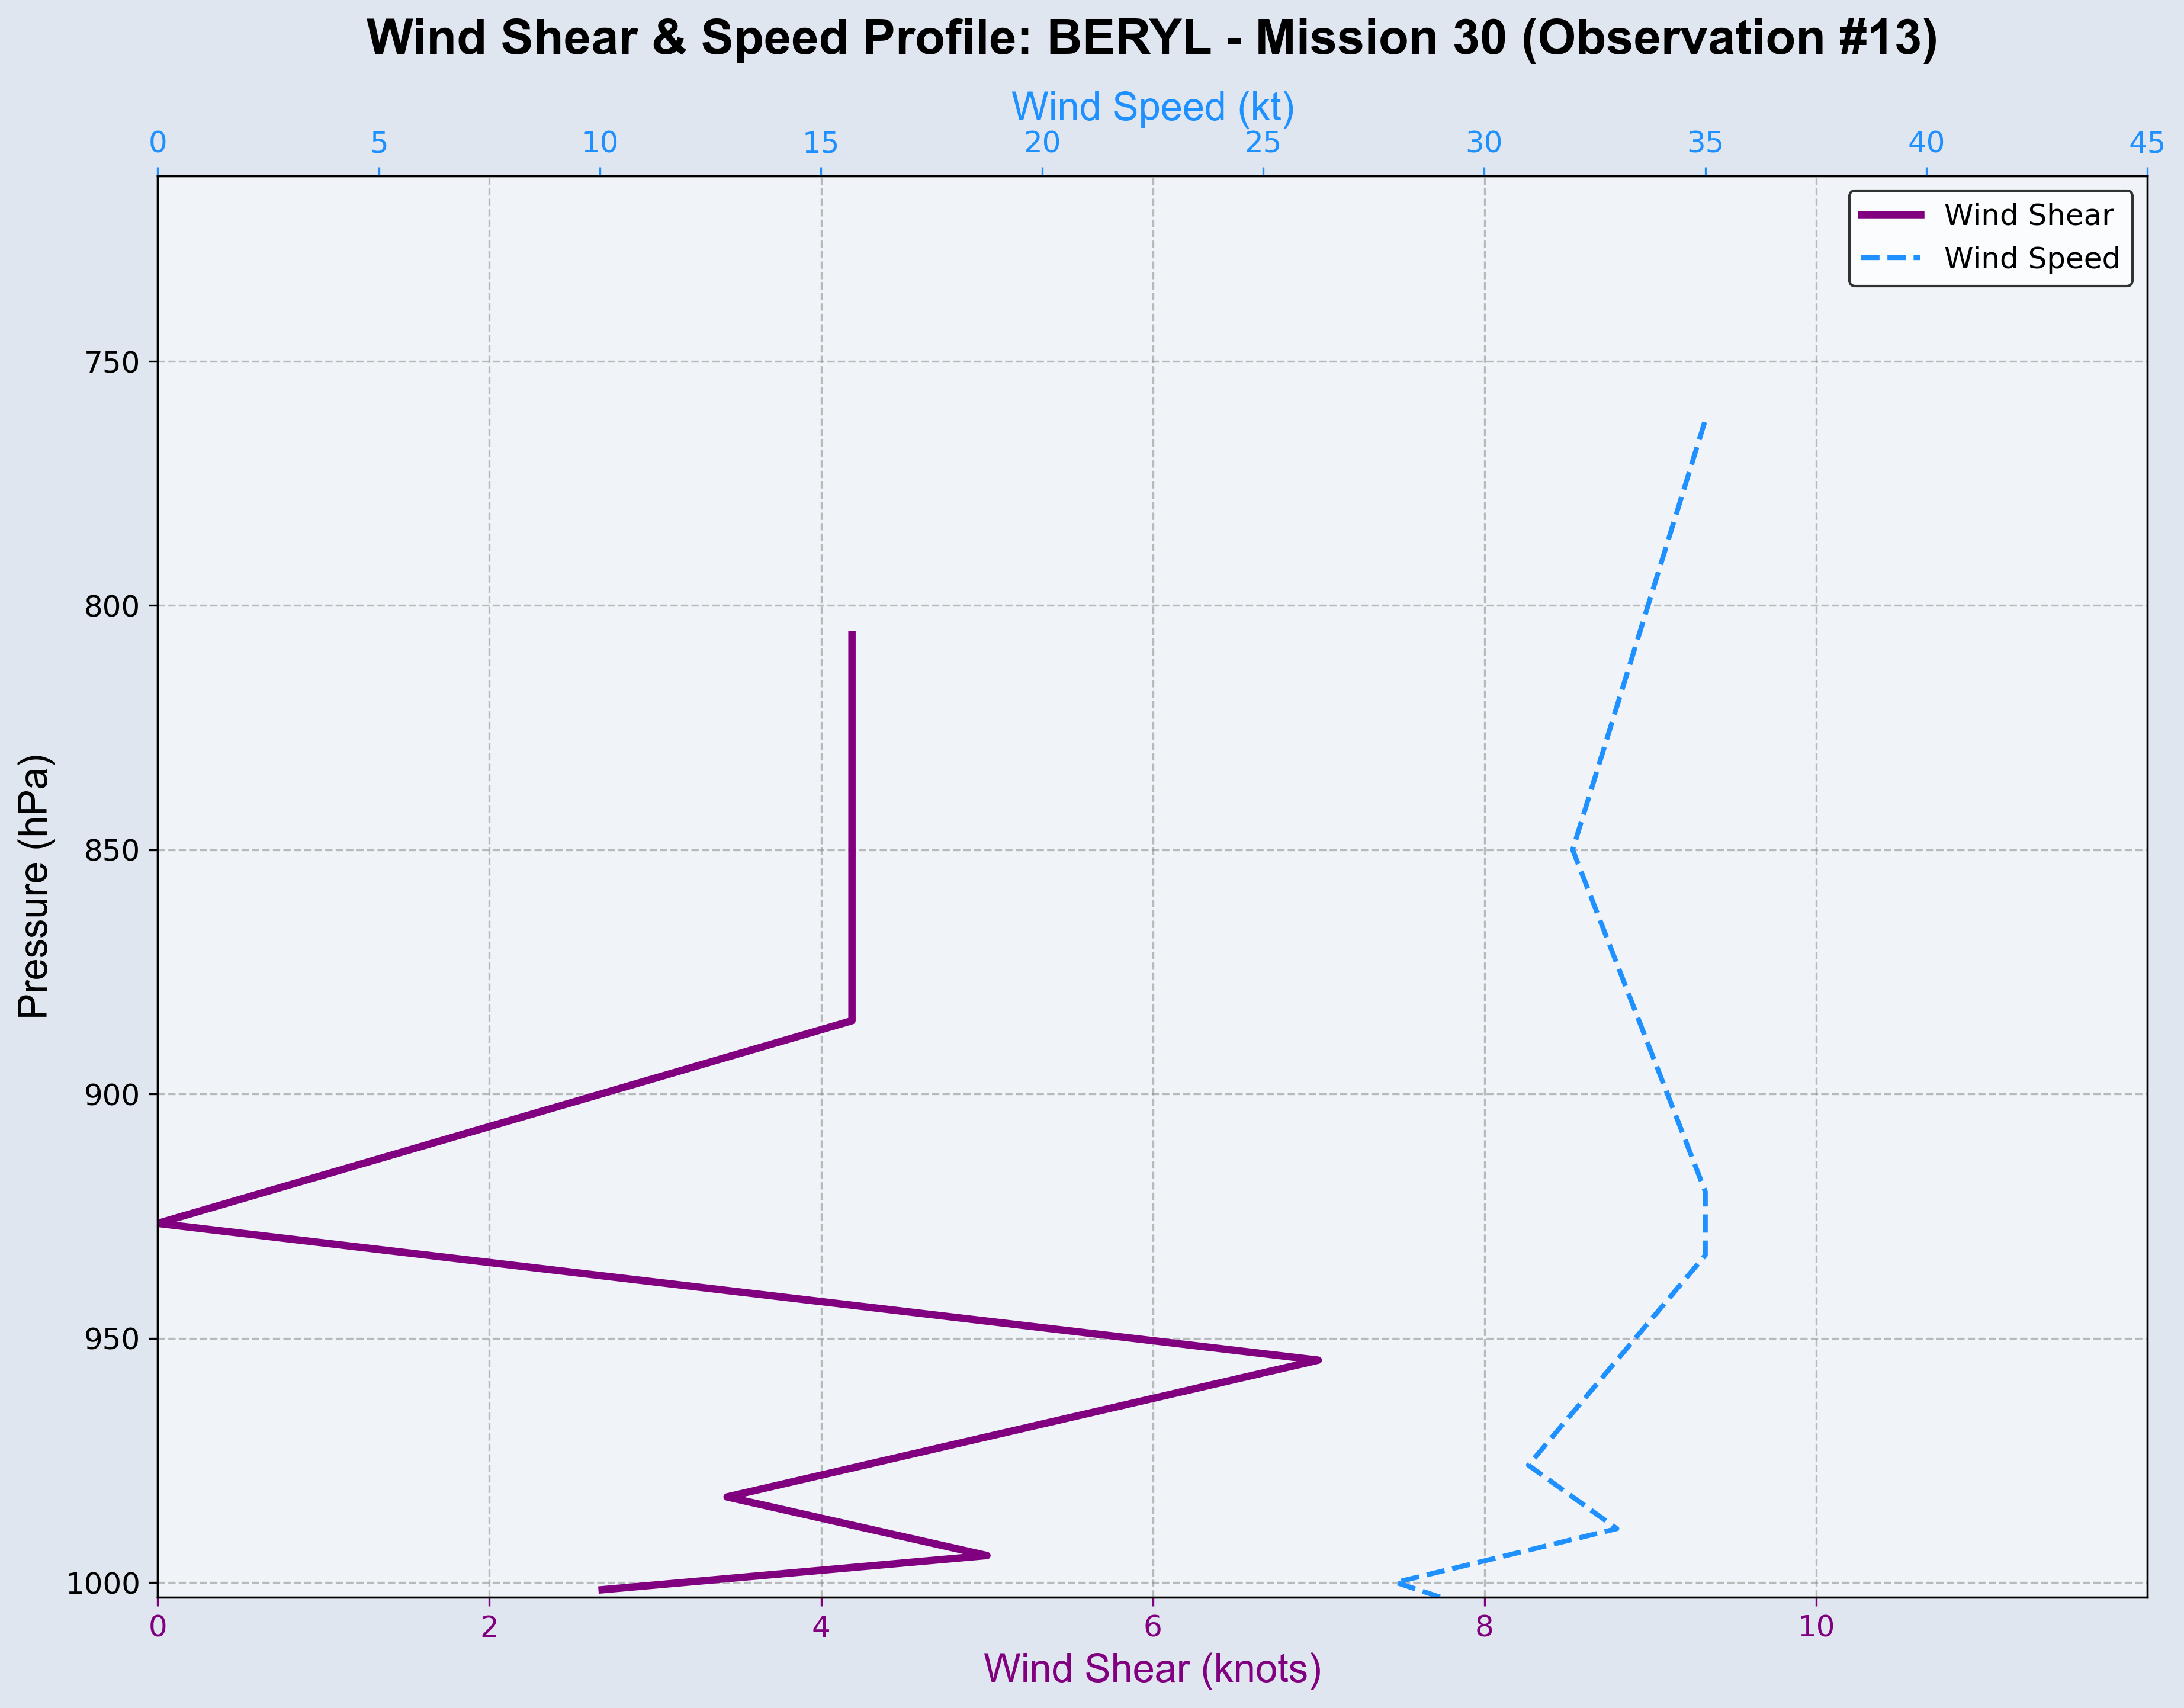 Wind Shear & Speed Profile: BERYL - Mission 30 (Observation #13)
Wind Speed (kt)
0 5 10 15 20 25 30 35 40 45
Wind Shear
Wind Speed
750
800
850
900
950
1000
Pressure (hPa)
0 2 4 6 8 10
Wind Shear (knots)